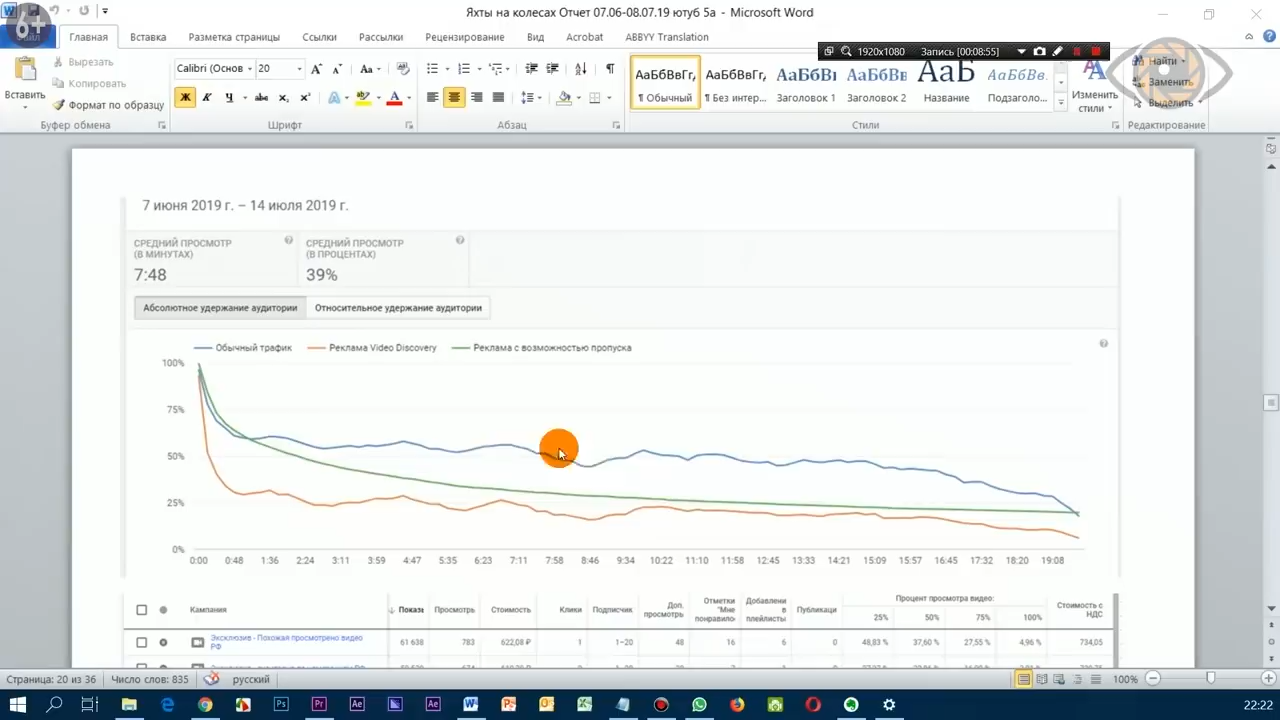 6+
Яхты на колесах Отчет 07.06-08.07.19 ютуб 5а - Microsoft Word
Файл Главная Вставка Разметка страницы Ссылки Рассылки Рецензирование Вид Acrobat ABBYY Translation
1920x1080 Запись [00:08:55]
Вставить
Вырезать
Копировать
Формат по образцу
Буфер обмена
Calibri (Основ 20
Шрифт
Абзац
АаБбВвГг, АаБбВвГг, АаБбВі АаБбВв АаБ АаБбВв.
¶ Обычный ¶ Без интер... Заголовок 1 Заголовок 2 Название Подзаголо...
Стили
Изменить
стили
Найти
Заменить
Выделить
Редактирование
7 июня 2019 г. – 14 июля 2019 г.
СРЕДНИЙ ПРОСМОТР
(В МИНУТАХ)
7:48
СРЕДНИЙ ПРОСМОТР
(В ПРОЦЕНТАХ)
39%
Абсолютное удержание аудитории Относительное удержание аудитории
Обычный трафик Реклама Video Discovery Реклама с возможностью пропуска
100%
75%
50%
25%
0%
0:00 0:48 1:36 2:24 3:11 3:59 4:47 5:35 6:23 7:11 7:58 8:46 9:34 10:22 11:10 11:58 12:45 13:33 14:21 15:09 15:57 16:45 17:32 18:20 19:08
Кампания ↓ Показы Просмотры Стоимость Клики Подписчик Доп. просмотры Отметки "Мне понравило- Добавлени в плейлисты Публикаци Процент просмотра видео: 25% 50% 75% 100% Стоимость с НДС
Эксклюзив - Похожая просмотрено видео РФ 61 638 783 622,08 ₽ 1 1–20 48 16 6 0 48,83 % 37,60 % 27,55 % 4,96 % 734,05
Страница: 20 из 36 Число слов: 835 русский 100%
22:22